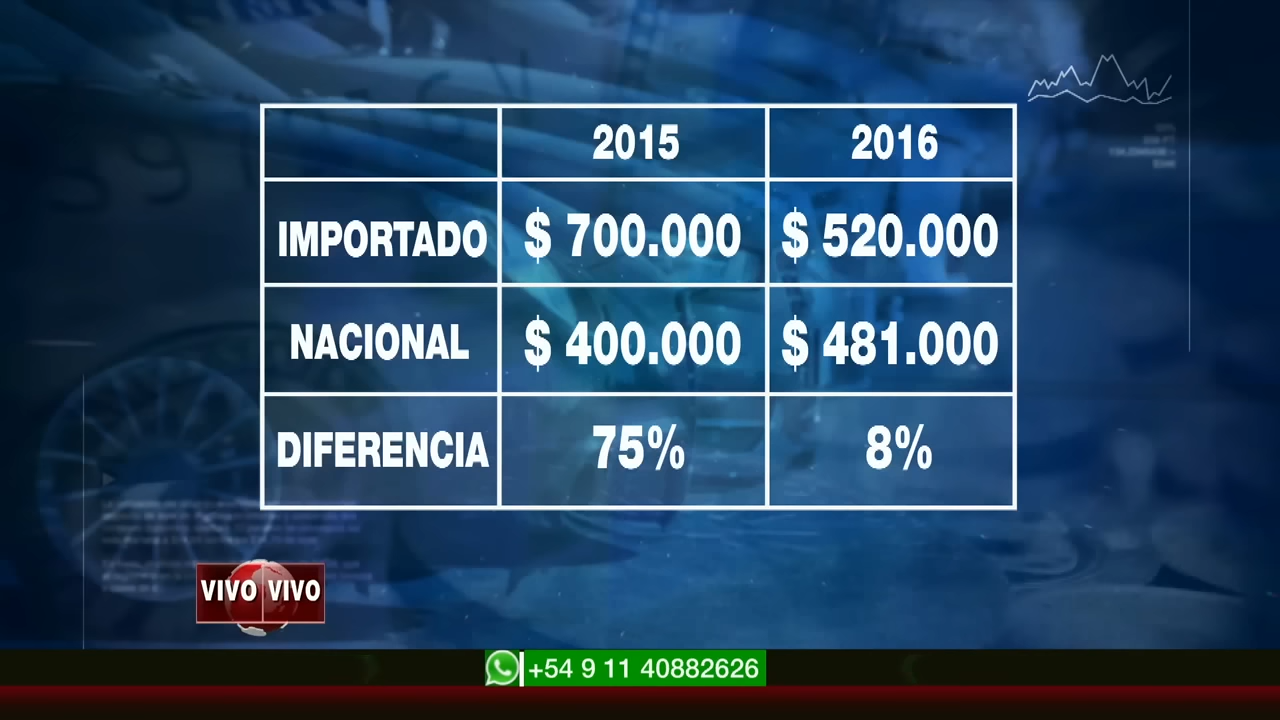 2015 2016
IMPORTADO $ 700.000 $ 520.000
NACIONAL $ 400.000 $ 481.000
DIFERENCIA 75% 8%
VIVO VIVO
+54 9 11 40882626